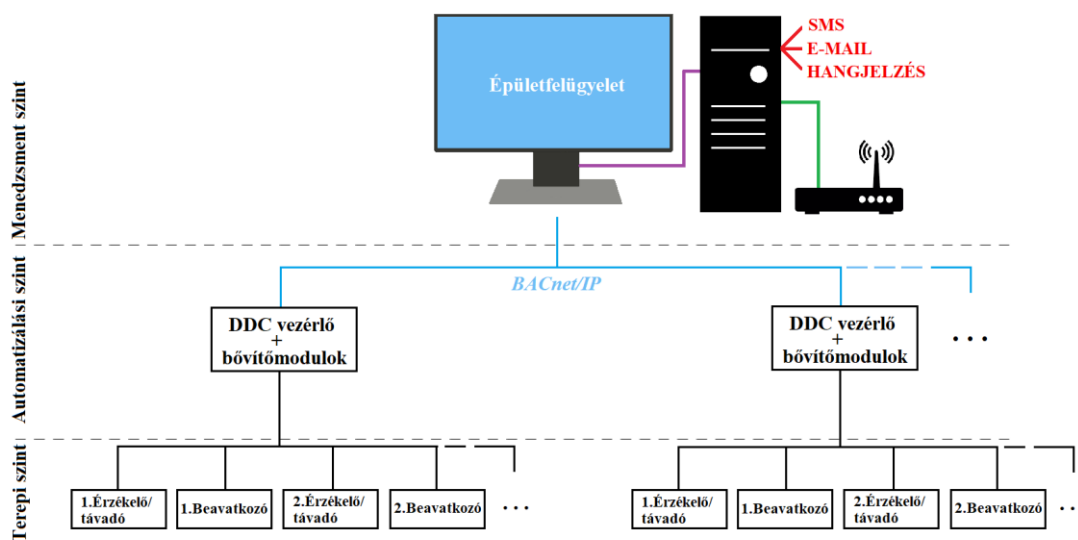 Menedzsment szint
Épületfelügyelet
SMS
E-MAIL
HANGJELZÉS
Automatizálási szint
BACnet/IP
DDC vezérlő
+
bővítőmodulok
DDC vezérlő
+
bővítőmodulok
. . .
Terepi szint
1.Érzékelő/
távadó
1.Beavatkozó
2.Érzékelő/
távadó
2.Beavatkozó
. . .
1.Érzékelő/
távadó
1.Beavatkozó
2.Érzékelő/
távadó
2.Beavatkozó
. .